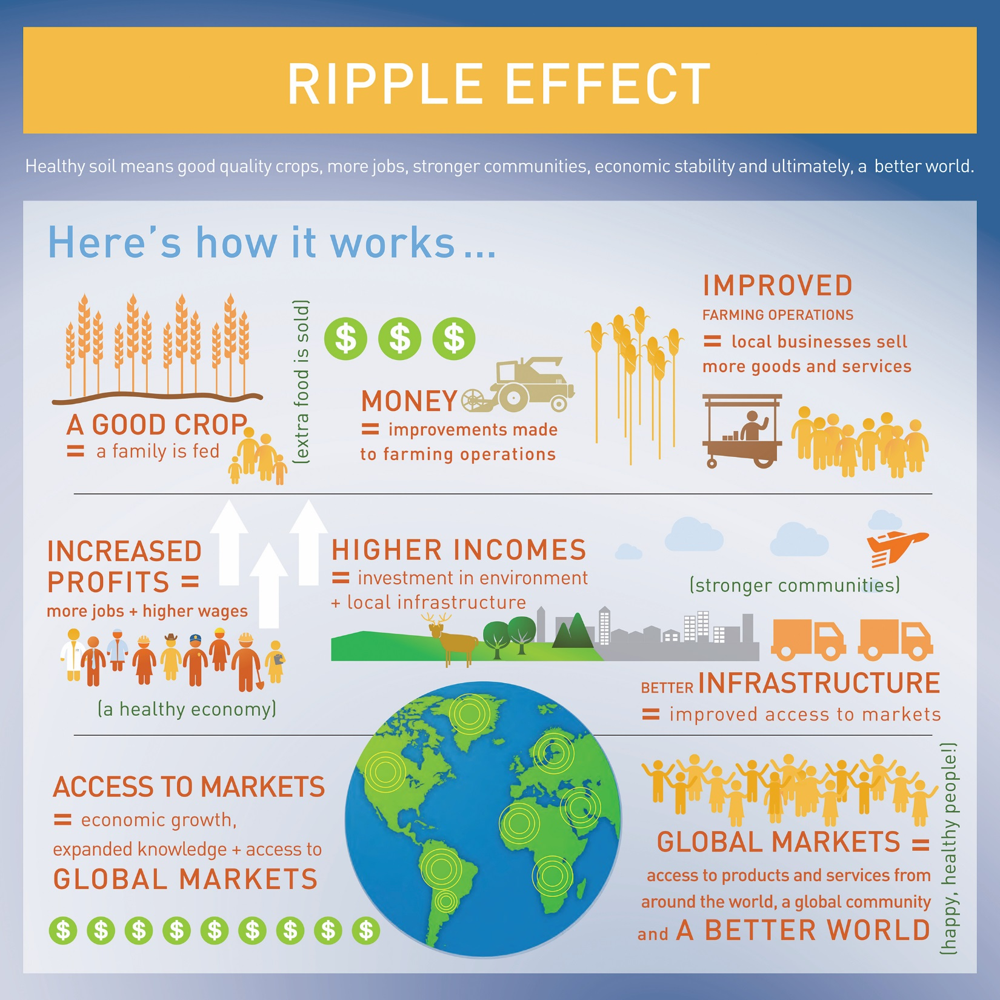 RIPPLE EFFECT
Healthy soil means good quality crops, more jobs, stronger communities, economic stability and ultimately, a better world.
Here's how it works...
A GOOD CROP
= a family is fed
(extra food is sold)
$ $ $
MONEY
= improvements made
to farming operations
IMPROVED
FARMING OPERATIONS
= local businesses sell
more goods and services
INCREASED
PROFITS =
more jobs + higher wages
(a healthy economy)
HIGHER INCOMES
= investment in environment
+ local infrastructure
(stronger communities)
BETTER INFRASTRUCTURE
= improved access to markets
ACCESS TO MARKETS
= economic growth,
expanded knowledge + access to
GLOBAL MARKETS
$ $ $ $ $ $ $ $ $
GLOBAL MARKETS =
access to products and services from
around the world, a global community
and A BETTER WORLD
(happy, healthy people!)